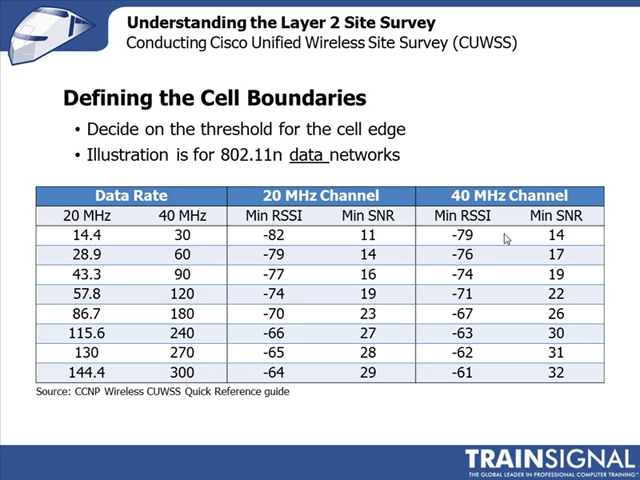 Understanding the Layer 2 Site Survey
Conducting Cisco Unified Wireless Site Survey (CUWSS)
Defining the Cell Boundaries
• Decide on the threshold for the cell edge
• Illustration is for 802.11n data networks
Data Rate 20 MHz Channel 40 MHz Channel
20 MHz 40 MHz Min RSSI Min SNR Min RSSI Min SNR
14.4 30 -82 11 -79 14
28.9 60 -79 14 -76 17
43.3 90 -77 16 -74 19
57.8 120 -74 19 -71 22
86.7 180 -70 23 -67 26
115.6 240 -66 27 -63 30
130 270 -65 28 -62 31
144.4 300 -64 29 -61 32
Source: CCNP Wireless CUWSS Quick Reference guide
TRAINSIGNAL
THE GLOBAL LEADER IN PROFESSIONAL COMPUTER TRAINING